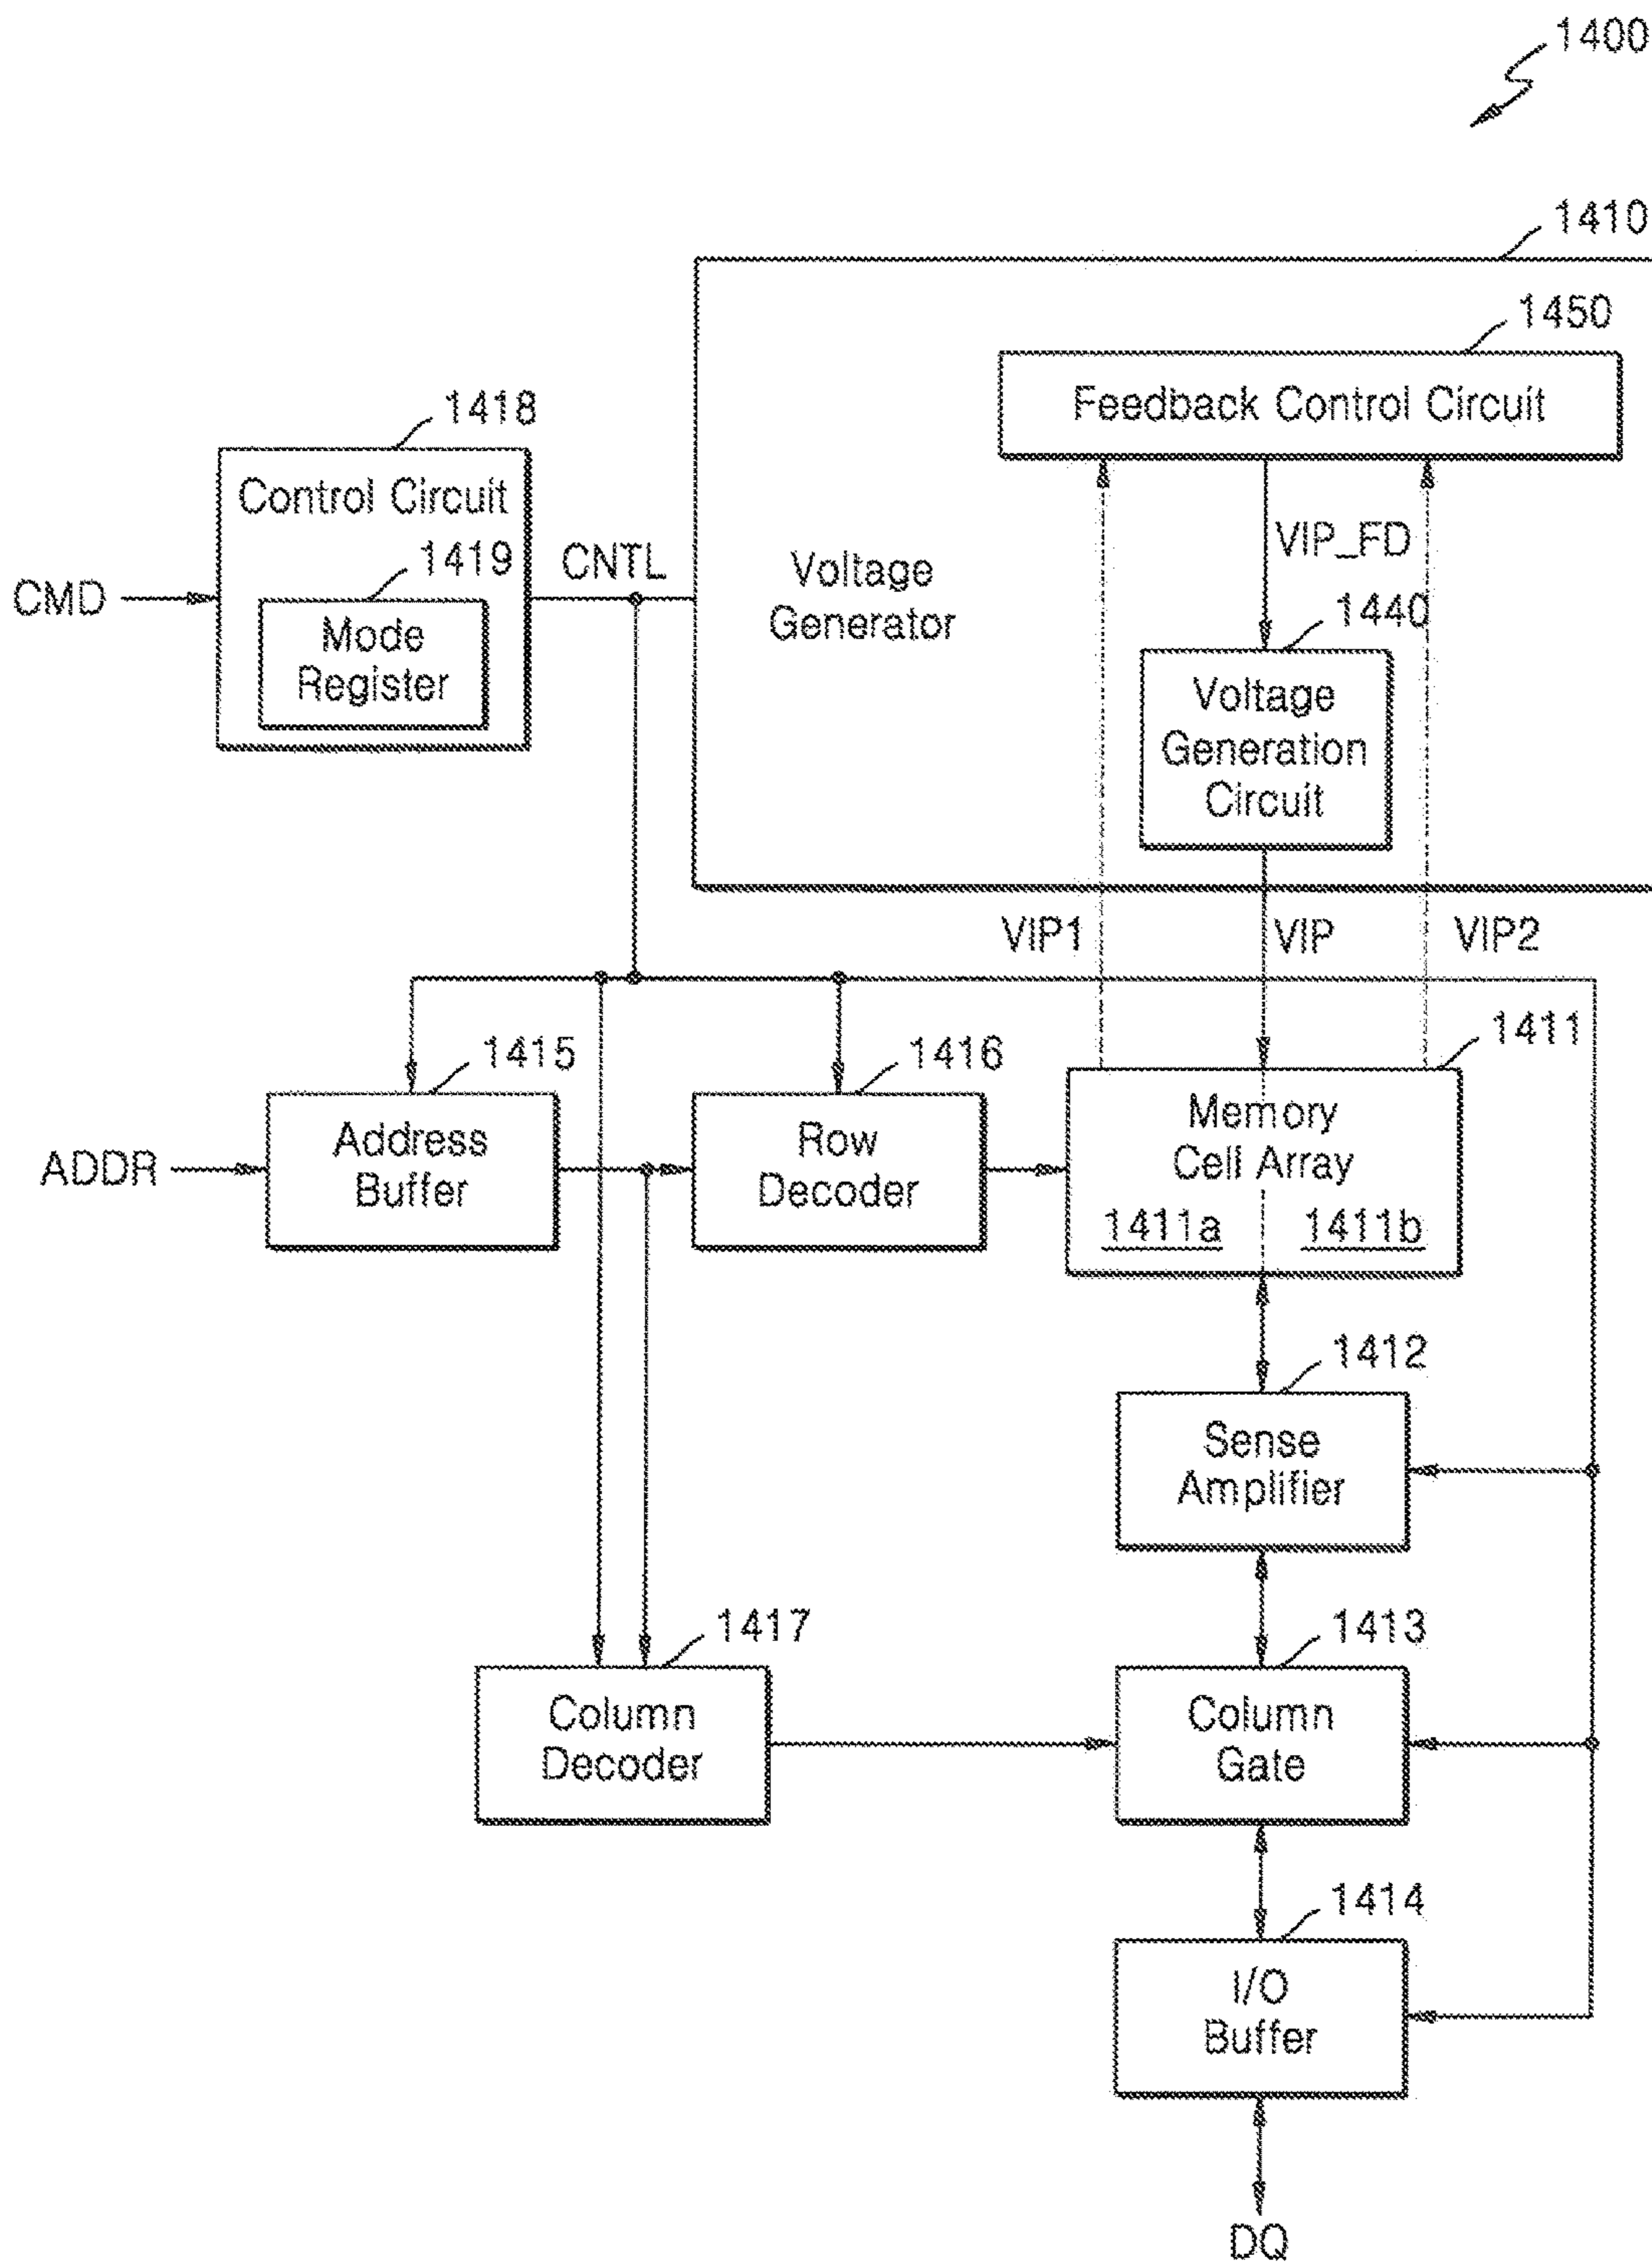 1400
1410
1450
Feedback Control Circuit
1418
Control Circuit
1419
Mode
Register
CMD
CNTL
Voltage
Generator
VIP_FD
1440
Voltage
Generation
Circuit
VIP1
VIP
VIP2
1415
1416
1411
ADDR
Address
Buffer
Row
Decoder
Memory
Cell Array
1411a
1411b
1412
Sense
Amplifier
1417
1413
Column
Decoder
Column
Gate
1414
I/O
Buffer
DQ